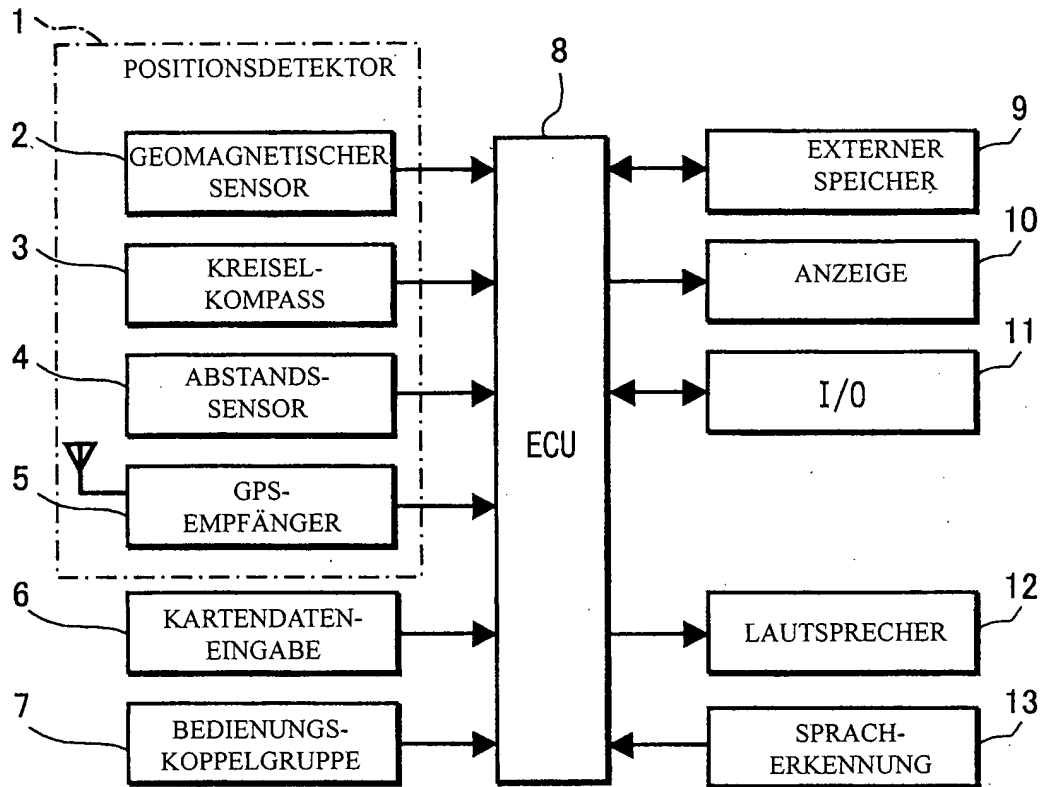 1
POSITIONSDETEKTOR
2
GEOMAGNETISCHER
SENSOR
3
KREISEL-
KOMPASS
4
ABSTANDS-
SENSOR
5
GPS-
EMPFÄNGER
6
KARTENDATEN-
EINGABE
7
BEDIENUNGS-
KOPPELGRUPPE
8
ECU
9
EXTERNER
SPEICHER
10
ANZEIGE
11
I/O
12
LAUTSPRECHER
13
SPRACH-
ERKENNUNG